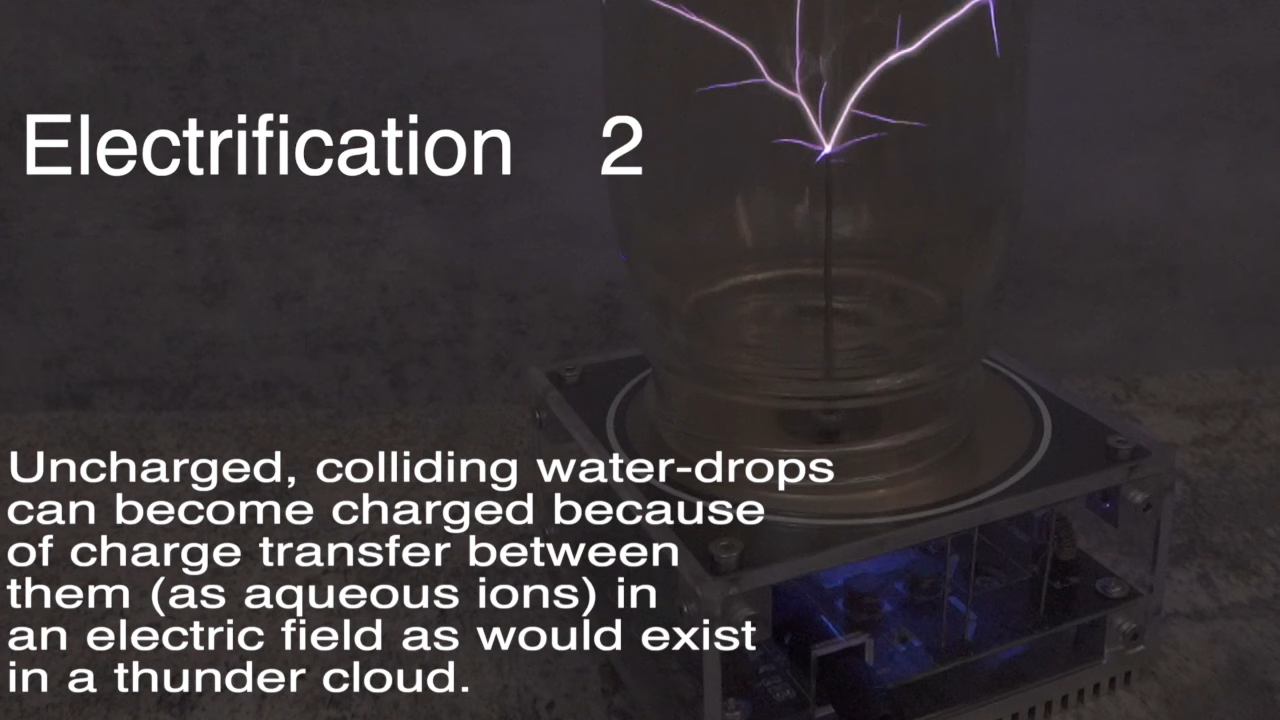 Electrification 2
Uncharged, colliding water-drops
can become charged because
of charge transfer between
them (as aqueous ions) in
an electric field as would exist
in a thunder cloud.